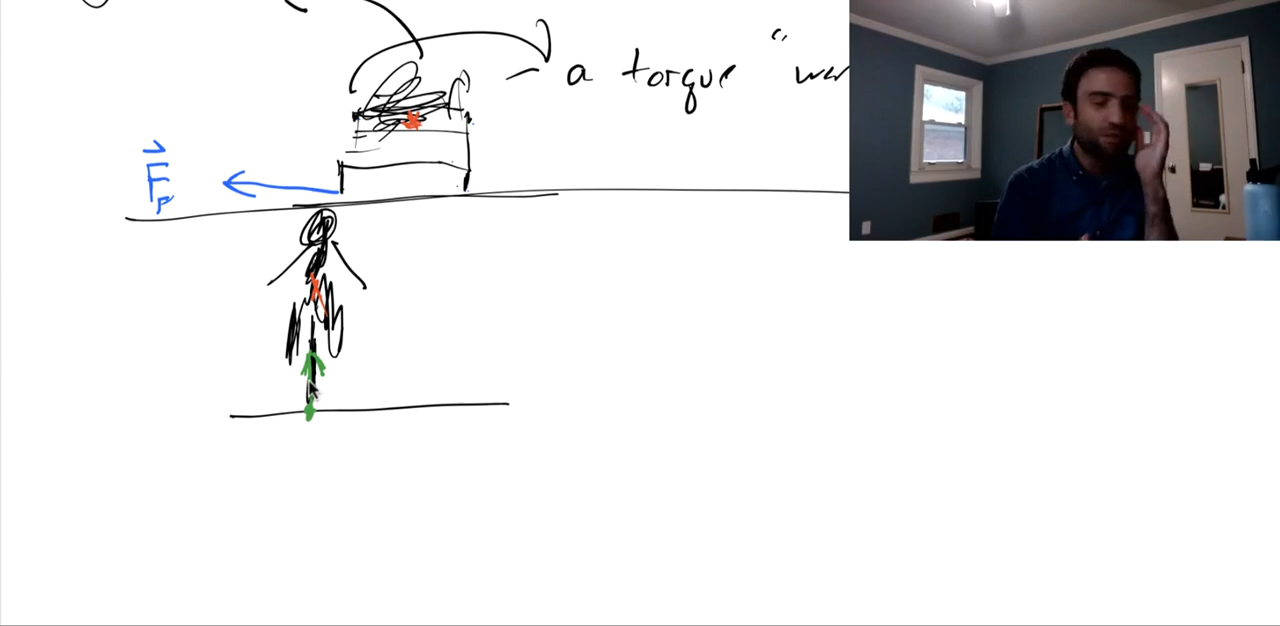 - a torque "
F⃗p